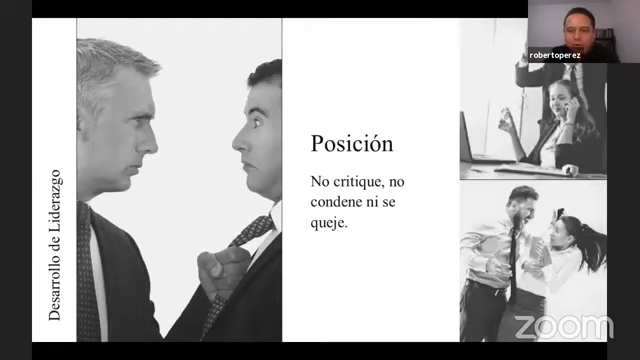 robertoperez
Desarrollo de Liderazgo
Posición
No critique, no
condene ni se
queje.
zoom